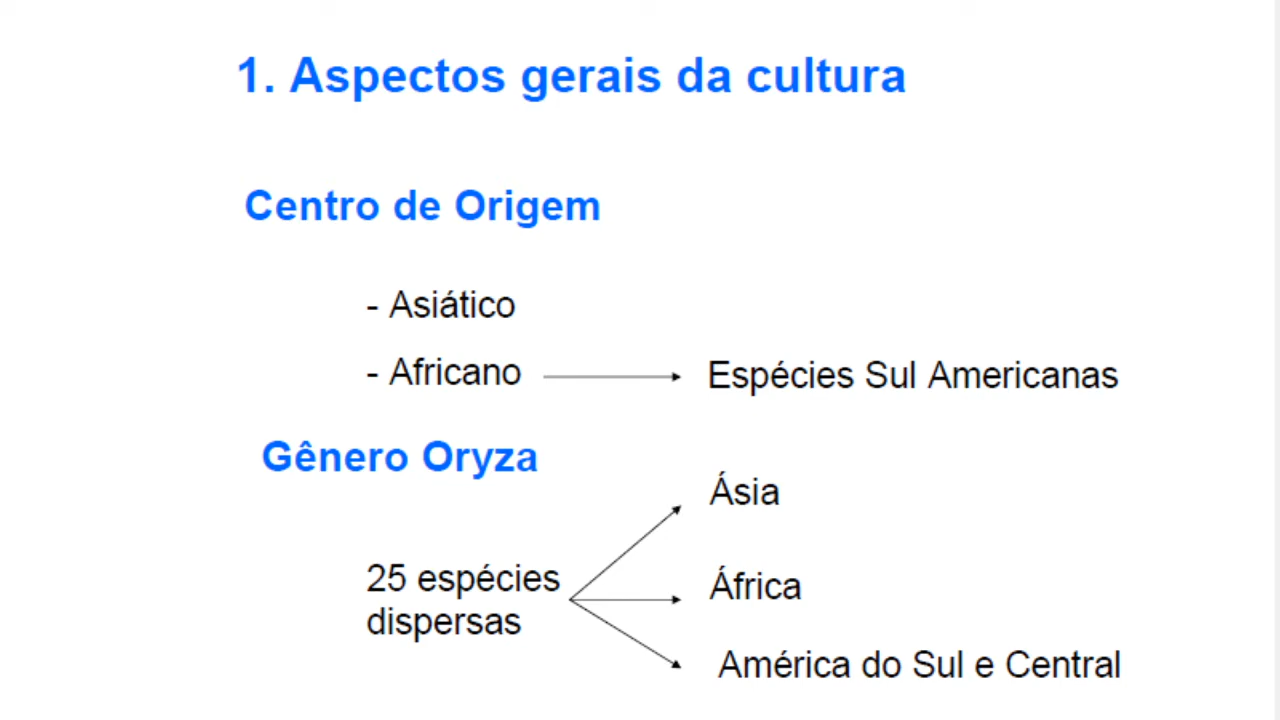 1. Aspectos gerais da cultura
Centro de Origem
- Asiático
- Africano
Espécies Sul Americanas
Gênero Oryza
25 espécies
dispersas
Ásia
África
América do Sul e Central